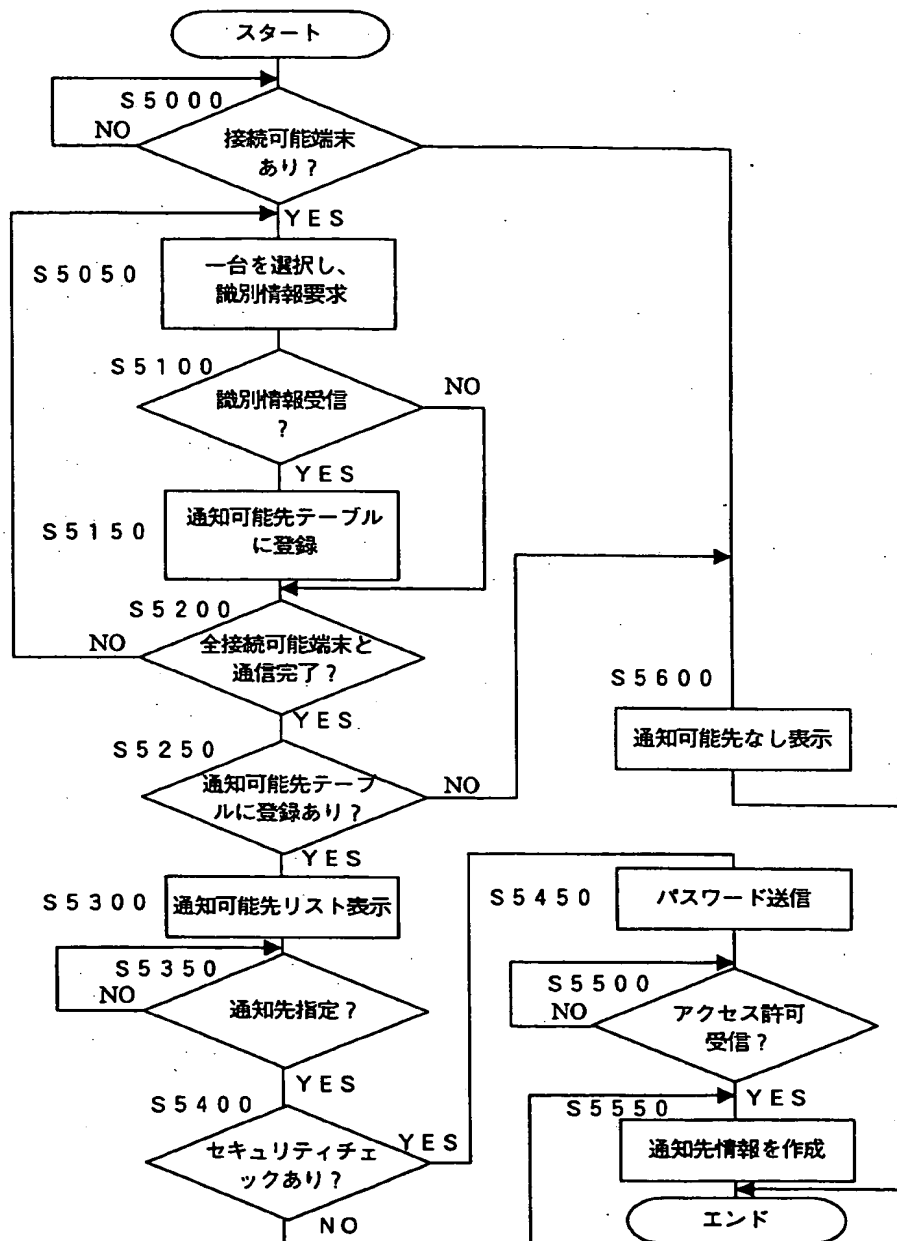 スタート
S5000
NO
接続可能端末
あり？
YES
S5050
一台を選択し、
識別情報要求
S5100
NO
識別情報受信
？
YES
S5150
通知可能先テーブル
に登録
S5200
NO
全接続可能端末と
通信完了？
YES
S5250
通知可能先テーブ
ルに登録あり？
NO
YES
S5300
通知可能先リスト表示
S5350
NO
通知先指定？
YES
S5400
セキュリティチェ
ックあり？
YES
NO
S5600
通知可能先なし表示
S5450
パスワード送信
S5500
NO
アクセス許可
受信？
YES
S5550
通知先情報を作成
エンド